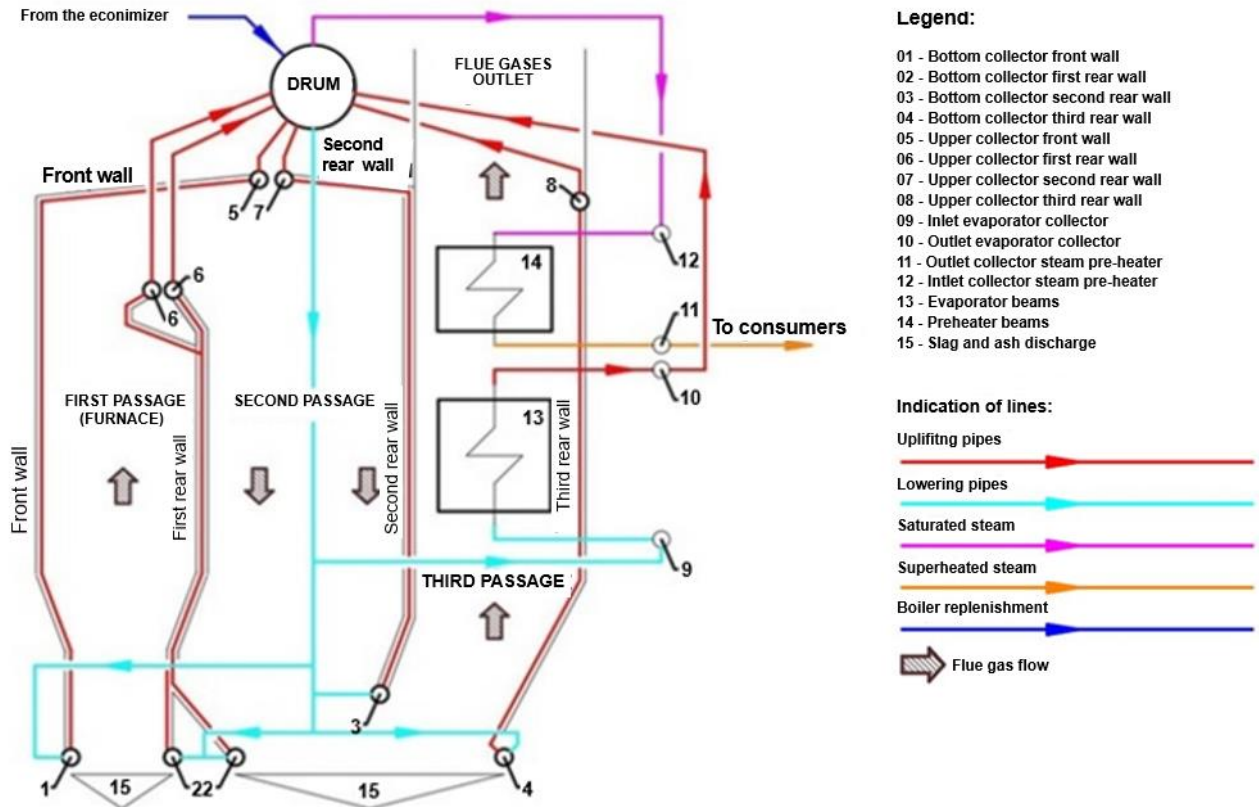 From the econimizer
DRUM
FLUE GASES
OUTLET
Second
rear wall
Front wall
5
7
8
6
6
14
12
11
To consumers
10
FIRST PASSAGE
(FURNACE)
SECOND PASSAGE
13
Front wall
First rear wall
Second rear wall
Third rear wall
9
THIRD PASSAGE
3
1
15
22
15
4
Legend:
01 - Bottom collector front wall
02 - Bottom collector first rear wall
03 - Bottom collector second rear wall
04 - Bottom collector third rear wall
05 - Upper collector front wall
06 - Upper collector first rear wall
07 - Upper collector second rear wall
08 - Upper collector third rear wall
09 - Inlet evaporator collector
10 - Outlet evaporator collector
11 - Outlet collector steam pre-heater
12 - Intlet collector steam pre-heater
13 - Evaporator beams
14 - Preheater beams
15 - Slag and ash discharge
Indication of lines:
Uplifitng pipes
Lowering pipes
Saturated steam
Superheated steam
Boiler replenishment
Flue gas flow